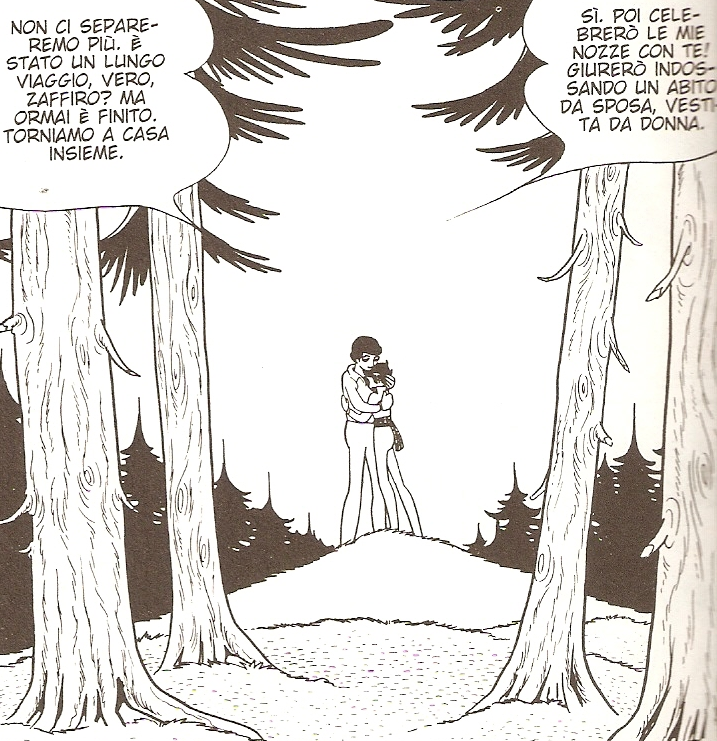 NON CI SEPARE-
REMO PIÙ. È
STATO UN LUNGO
VIAGGIO, VERO,
ZAFFIRO? MA
ORMAI È FINITO.
TORNIAMO A CASA
INSIEME.
SÌ. POI CELE-
BRERÒ LE MIE
NOZZE CON TE!
GIURERÒ INDOS-
SANDO UN ABITO
DA SPOSA, VESTI-
TA DA DONNA.